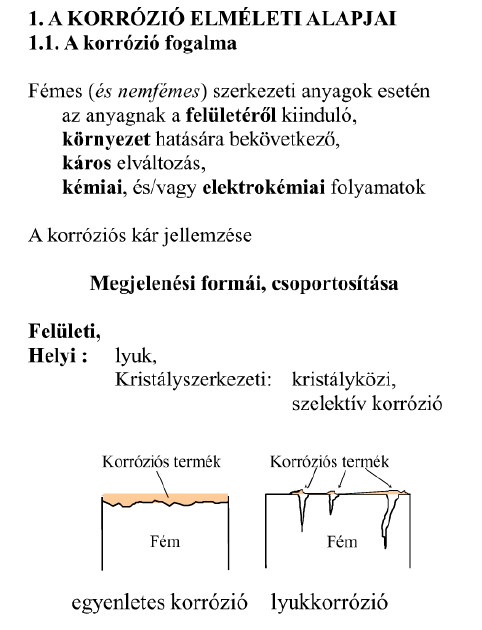 1. A KORRÓZIÓ ELMÉLETI ALAPJAI
1.1. A korrózió fogalma
Fémes (és nemfémes) szerkezeti anyagok esetén
az anyagnak a felületéről kiinduló,
környezet hatására bekövetkező,
káros elváltozás,
kémiai, és/vagy elektrokémiai folyamatok
A korróziós kár jellemzése
Megjelenési formái, csoportosítása
Felületi,
Helyi : lyuk,
Kristályszerkezeti: kristályközi,
szelektív korrózió
Korróziós termék Korróziós termék
Fém Fém
egyenletes korrózió lyukkorrózió